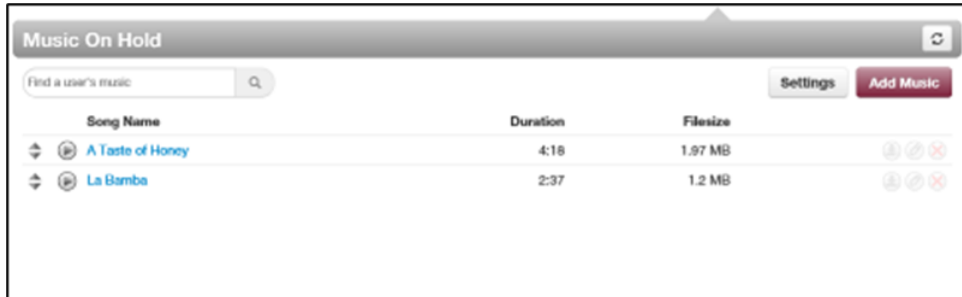 Music On Hold
Find a user's music
Settings
Add Music
Song Name Duration Filesize
A Taste of Honey 4:18 1.97 MB
La Bamba 2:37 1.2 MB